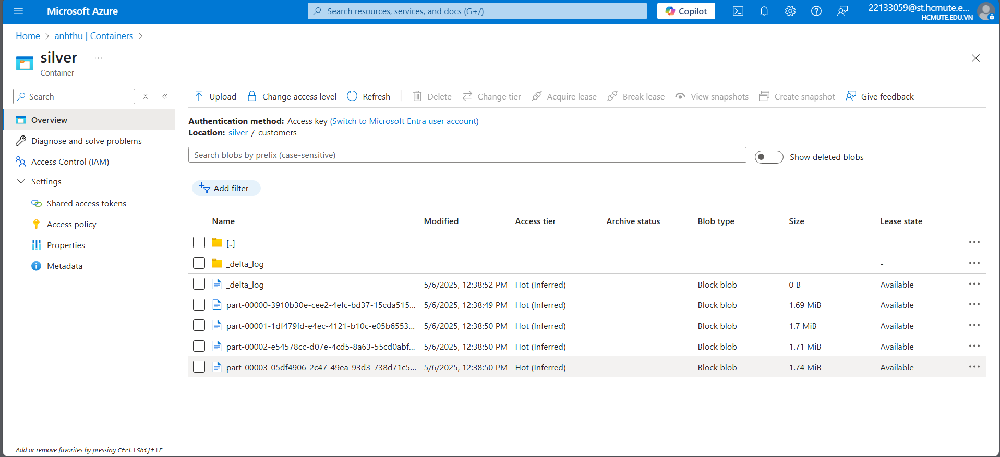 Microsoft Azure
Search resources, services, and docs (G+/)
Copilot
22133059@st.hcmute.e...
HCMUTE.EDU.VN
Home > anhthu | Containers >
silver ...
Container
Search
Overview
Diagnose and solve problems
Access Control (IAM)
Settings
Shared access tokens
Access policy
Properties
Metadata
Add or remove favorites by pressing Ctrl+Shift+F
Upload Change access level Refresh Delete Change tier Acquire lease Break lease View snapshots Create snapshot Give feedback
Authentication method: Access key (Switch to Microsoft Entra user account)
Location: silver / customers
Search blobs by prefix (case-sensitive)
Show deleted blobs
Add filter
Name Modified Access tier Archive status Blob type Size Lease state
[..]
_delta_log -
_delta_log 5/6/2025, 12:38:52 PM Hot (Inferred) Block blob 0 B Available
part-00000-3910b30e-cee2-4efc-bd37-15cda515... 5/6/2025, 12:38:49 PM Hot (Inferred) Block blob 1.69 MiB Available
part-00001-1df479fd-e4ec-4121-b10c-e05b6553... 5/6/2025, 12:38:50 PM Hot (Inferred) Block blob 1.7 MiB Available
part-00002-e54578cc-d07e-4cd5-8a63-55cd0abf... 5/6/2025, 12:38:50 PM Hot (Inferred) Block blob 1.71 MiB Available
part-00003-05df4906-2c47-49ea-93d3-738d71c5... 5/6/2025, 12:38:50 PM Hot (Inferred) Block blob 1.74 MiB Available